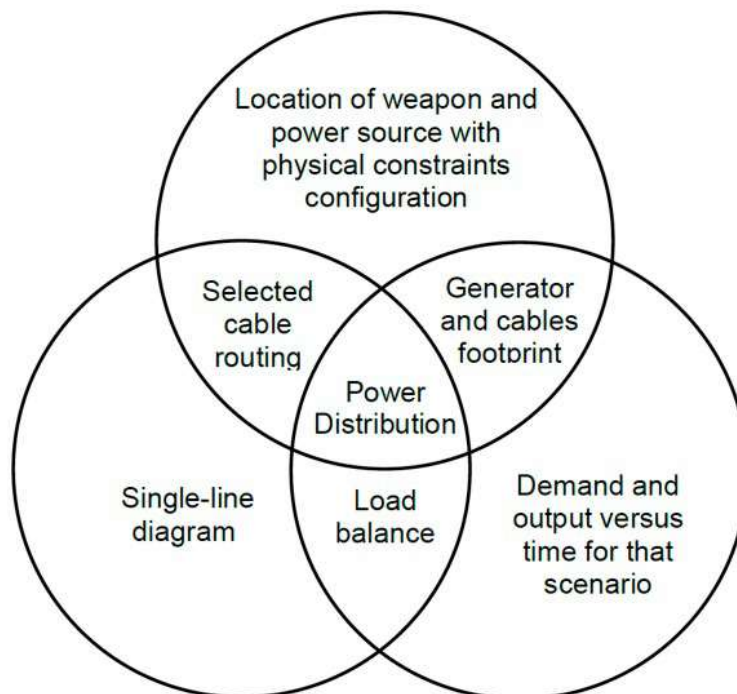 Location of weapon and
power source with
physical constraints
configuration
Selected
cable
routing
Generator
and cables
footprint
Power
Distribution
Single-line
diagram
Load
balance
Demand and
output versus
time for that
scenario